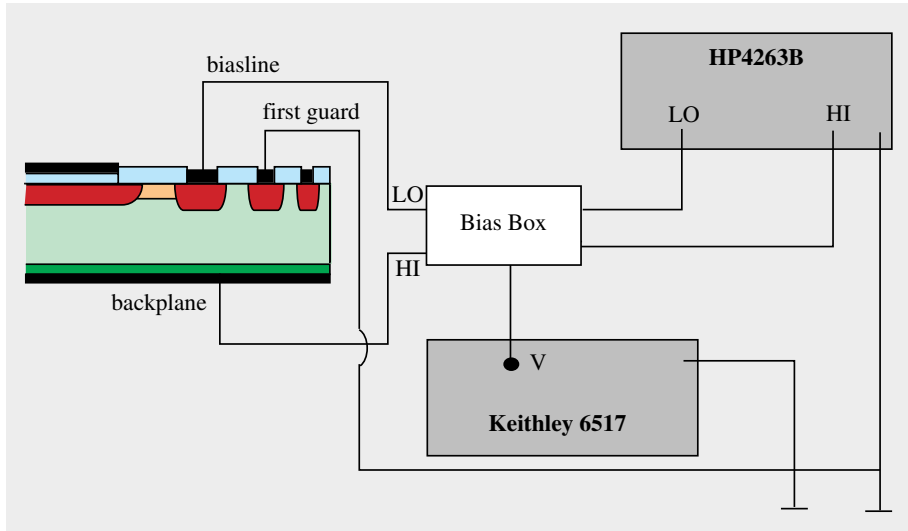 HP4263B
biasline
first guard
LO
HI
LO
Bias Box
HI
backplane
V
Keithley 6517